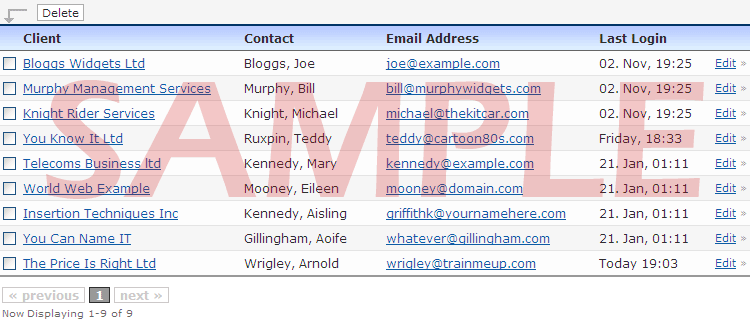 Delete
Client Contact Email Address Last Login
Bloggs Widgets Ltd Bloggs, Joe joe@example.com 02. Nov, 19:25 Edit »
Murphy Management Services Murphy, Bill bill@murphywidgets.com 02. Nov, 19:25 Edit »
Knight Rider Services Knight, Michael michael@thekitcar.com 02. Nov, 19:25 Edit »
You Know It Ltd Ruxpin, Teddy teddy@cartoon80s.com Friday, 18:33 Edit »
Telecoms Business ltd Kennedy, Mary kennedy@example.com 21. Jan, 01:11 Edit »
World Web Example Mooney, Eileen mooney@domain.com 21. Jan, 01:11 Edit »
Insertion Techniques Inc Kennedy, Aisling griffithk@yournamehere.com 21. Jan, 01:11 Edit »
You Can Name IT Gillingham, Aoife whatever@gillingham.com 21. Jan, 01:11 Edit »
The Price Is Right Ltd Wrigley, Arnold wrigley@trainmeup.com Today 19:03 Edit »
SAMPLE
« previous 1 next »
Now Displaying 1-9 of 9